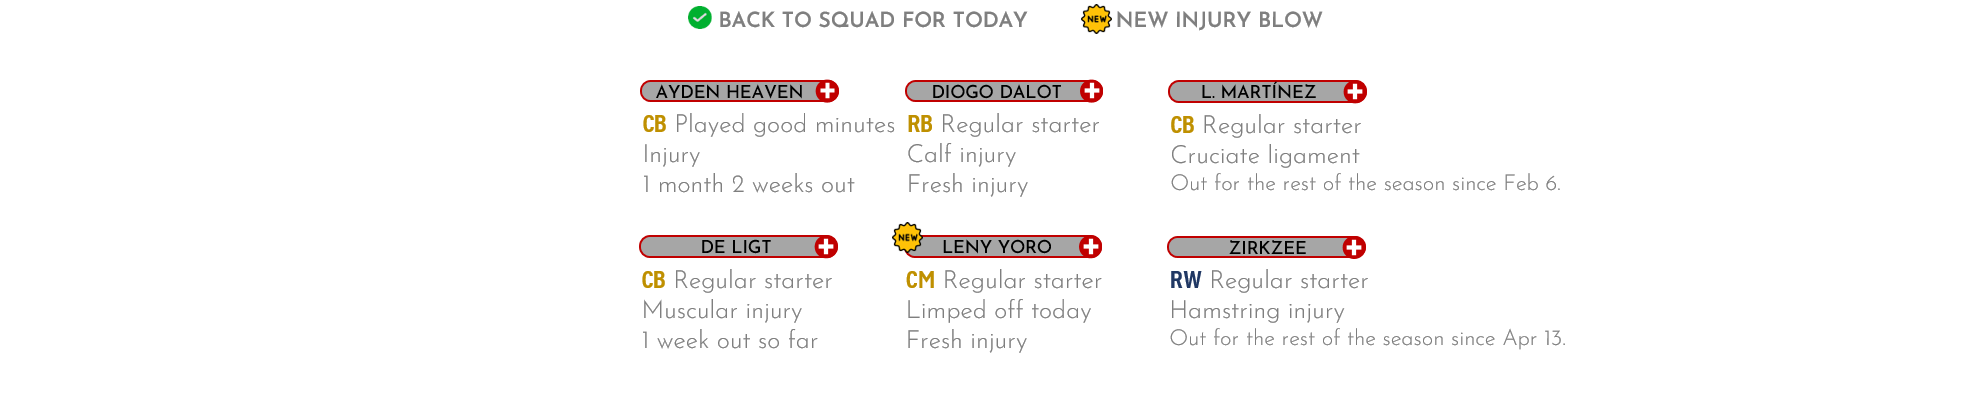 BACK TO SQUAD FOR TODAY
NEW NEW INJURY BLOW
AYDEN HEAVEN
CB Played good minutes
Injury
1 month 2 weeks out
DIOGO DALOT
RB Regular starter
Calf injury
Fresh injury
L. MARTÍNEZ
CB Regular starter
Cruciate ligament
Out for the rest of the season since Feb 6.
DE LIGT
CB Regular starter
Muscular injury
1 week out so far
NEW LENY YORO
CM Regular starter
Limped off today
Fresh injury
ZIRKZEE
RW Regular starter
Hamstring injury
Out for the rest of the season since Apr 13.